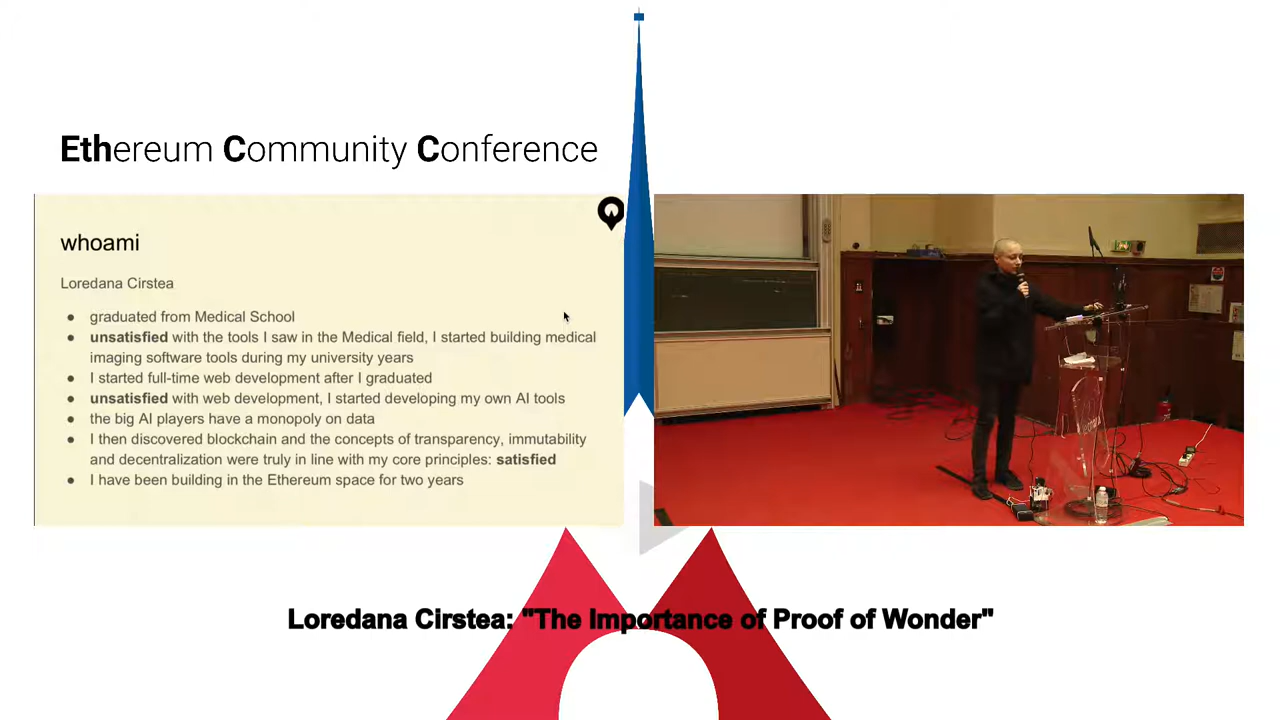 Ethereum Community Conference
whoami
Loredana Cirstea
● graduated from Medical School
● unsatisfied with the tools I saw in the Medical field, I started building medical
imaging software tools during my university years
● I started full-time web development after I graduated
● unsatisfied with web development, I started developing my own AI tools
● the big AI players have a monopoly on data
● I then discovered blockchain and the concepts of transparency, immutability
and decentralization were truly in line with my core principles: satisfied
● I have been building in the Ethereum space for two years
Loredana Cirstea: "The Importance of Proof of Wonder"